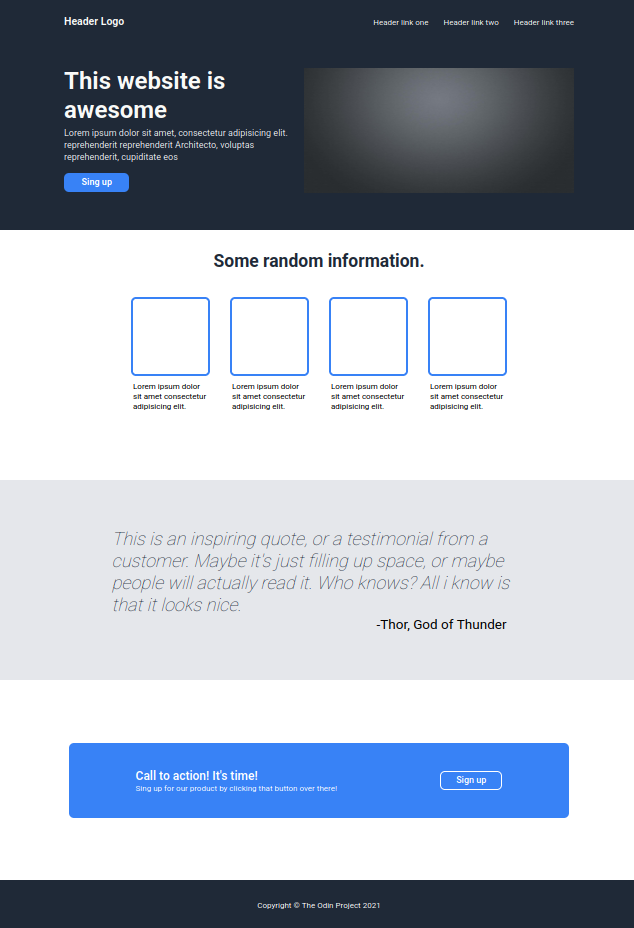 Header Logo
Header link one
Header link two
Header link three
This website is
awesome
Lorem ipsum dolor sit amet, consectetur adipisicing elit.
reprehenderit reprehenderit Architecto, voluptas
reprehenderit, cupiditate eos
Sing up
Some random information.
Lorem ipsum dolor
sit amet consectetur
adipisicing elit.
Lorem ipsum dolor
sit amet consectetur
adipisicing elit.
Lorem ipsum dolor
sit amet consectetur
adipisicing elit.
Lorem ipsum dolor
sit amet consectetur
adipisicing elit.
This is an inspiring quote, or a testimonial from a
customer. Maybe it's just filling up space, or maybe
people will actually read it. Who knows? All i know is
that it looks nice.
-Thor, God of Thunder
Call to action! It's time!
Sing up for our product by clicking that button over there!
Sign up
Copyright © The Odin Project 2021